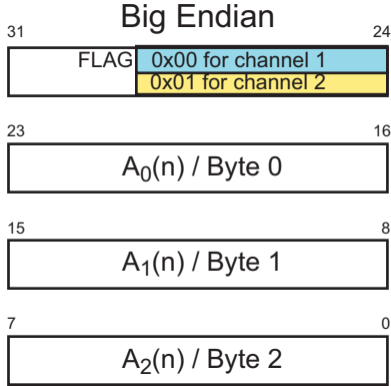 Big Endian
31 24
FLAG 0x00 for channel 1
0x01 for channel 2
23 16
A₀(n) / Byte 0
15 8
A₁(n) / Byte 1
7 0
A₂(n) / Byte 2